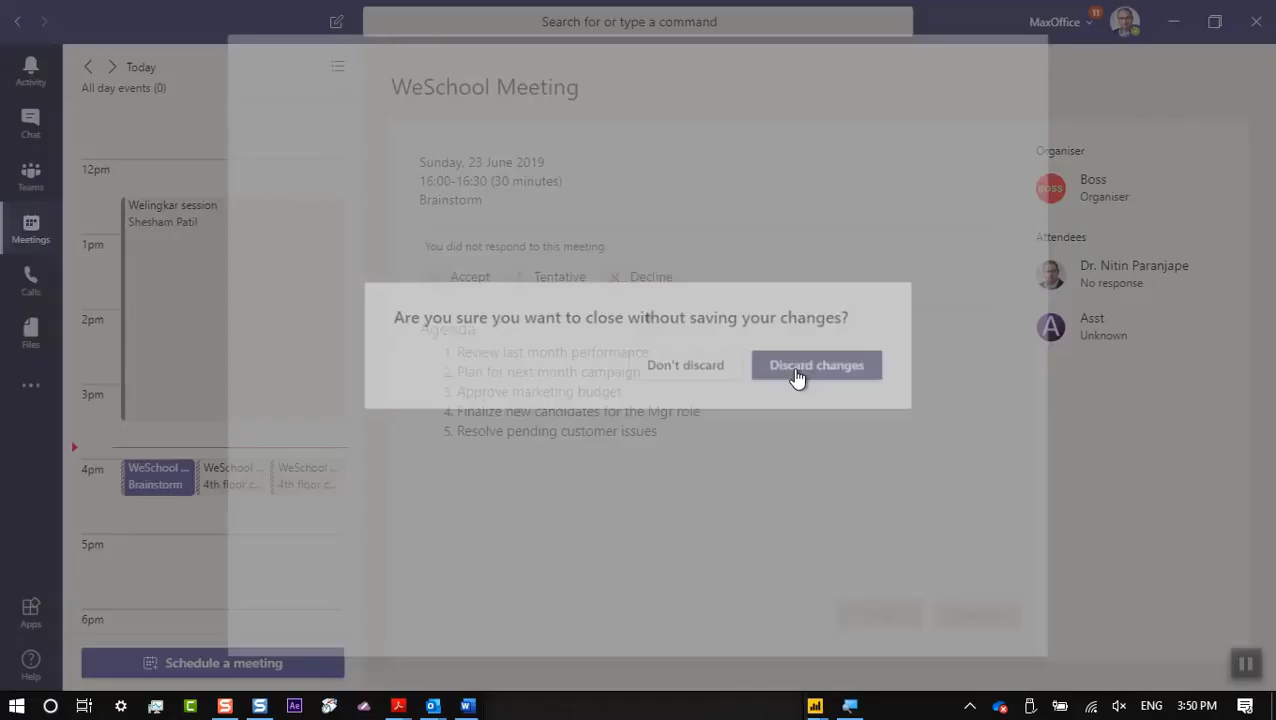 Search for or type a command
MaxOffice
11
Activity
Chat
Teams
Meetings
Calls
Files
Apps
Help
Today
All day events (0)
12pm
1pm
2pm
3pm
4pm
5pm
6pm
Welingkar session
Shesham Patil
WeSchool ...
Brainstorm
WeSchool ...
4th floor c...
WeSchool ...
4th floor c...
Schedule a meeting
WeSchool Meeting
Sunday, 23 June 2019
16:00-16:30 (30 minutes)
Brainstorm
You did not respond to this meeting
Accept
Tentative
Decline
Are you sure you want to close without saving your changes?
Don't discard
Discard changes
Agenda
1. Review last month performance
2. Plan for next month campaign
3. Approve marketing budget
4. Finalize new candidates for the Mgr role
5. Resolve pending customer issues
Organiser
BOSS
Boss
Organiser
Attendees
Dr. Nitin Paranjape
No response
A
Asst
Unknown
ENG
3:50 PM